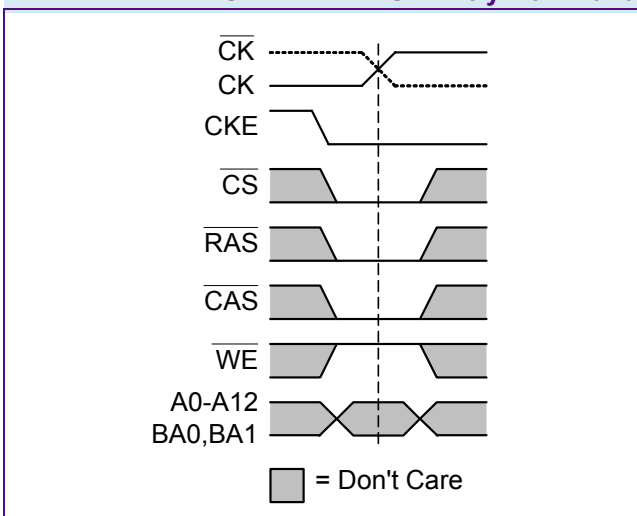 CK
CK
CKE
CS
RAS
CAS
WE
A0-A12
BA0,BA1
= Don't Care